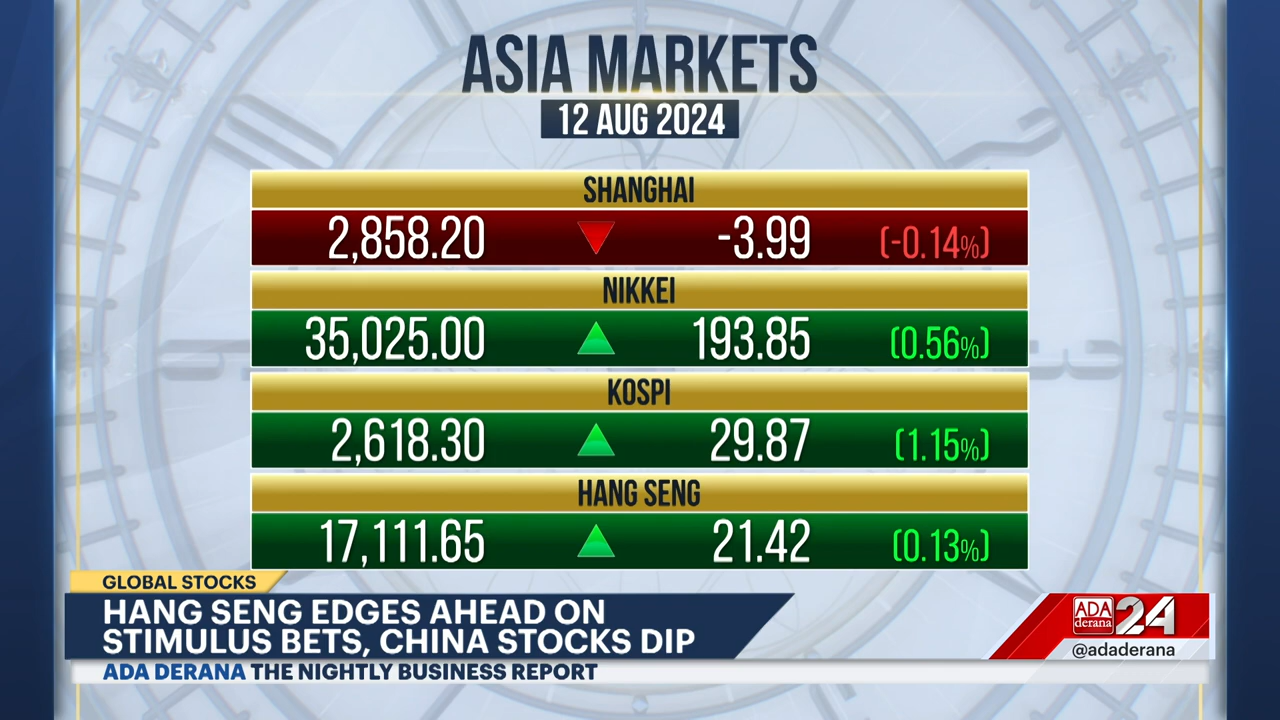 ASIA MARKETS
12 AUG 2024
SHANGHAI
2,858.20 -3.99 (-0.14%)
NIKKEI
35,025.00 193.85 (0.56%)
KOSPI
2,618.30 29.87 (1.15%)
HANG SENG
17,111.65 21.42 (0.13%)
GLOBAL STOCKS
HANG SENG EDGES AHEAD ON
STIMULUS BETS, CHINA STOCKS DIP
ADA DERANA THE NIGHTLY BUSINESS REPORT
ADA
derana 24
@adaderana